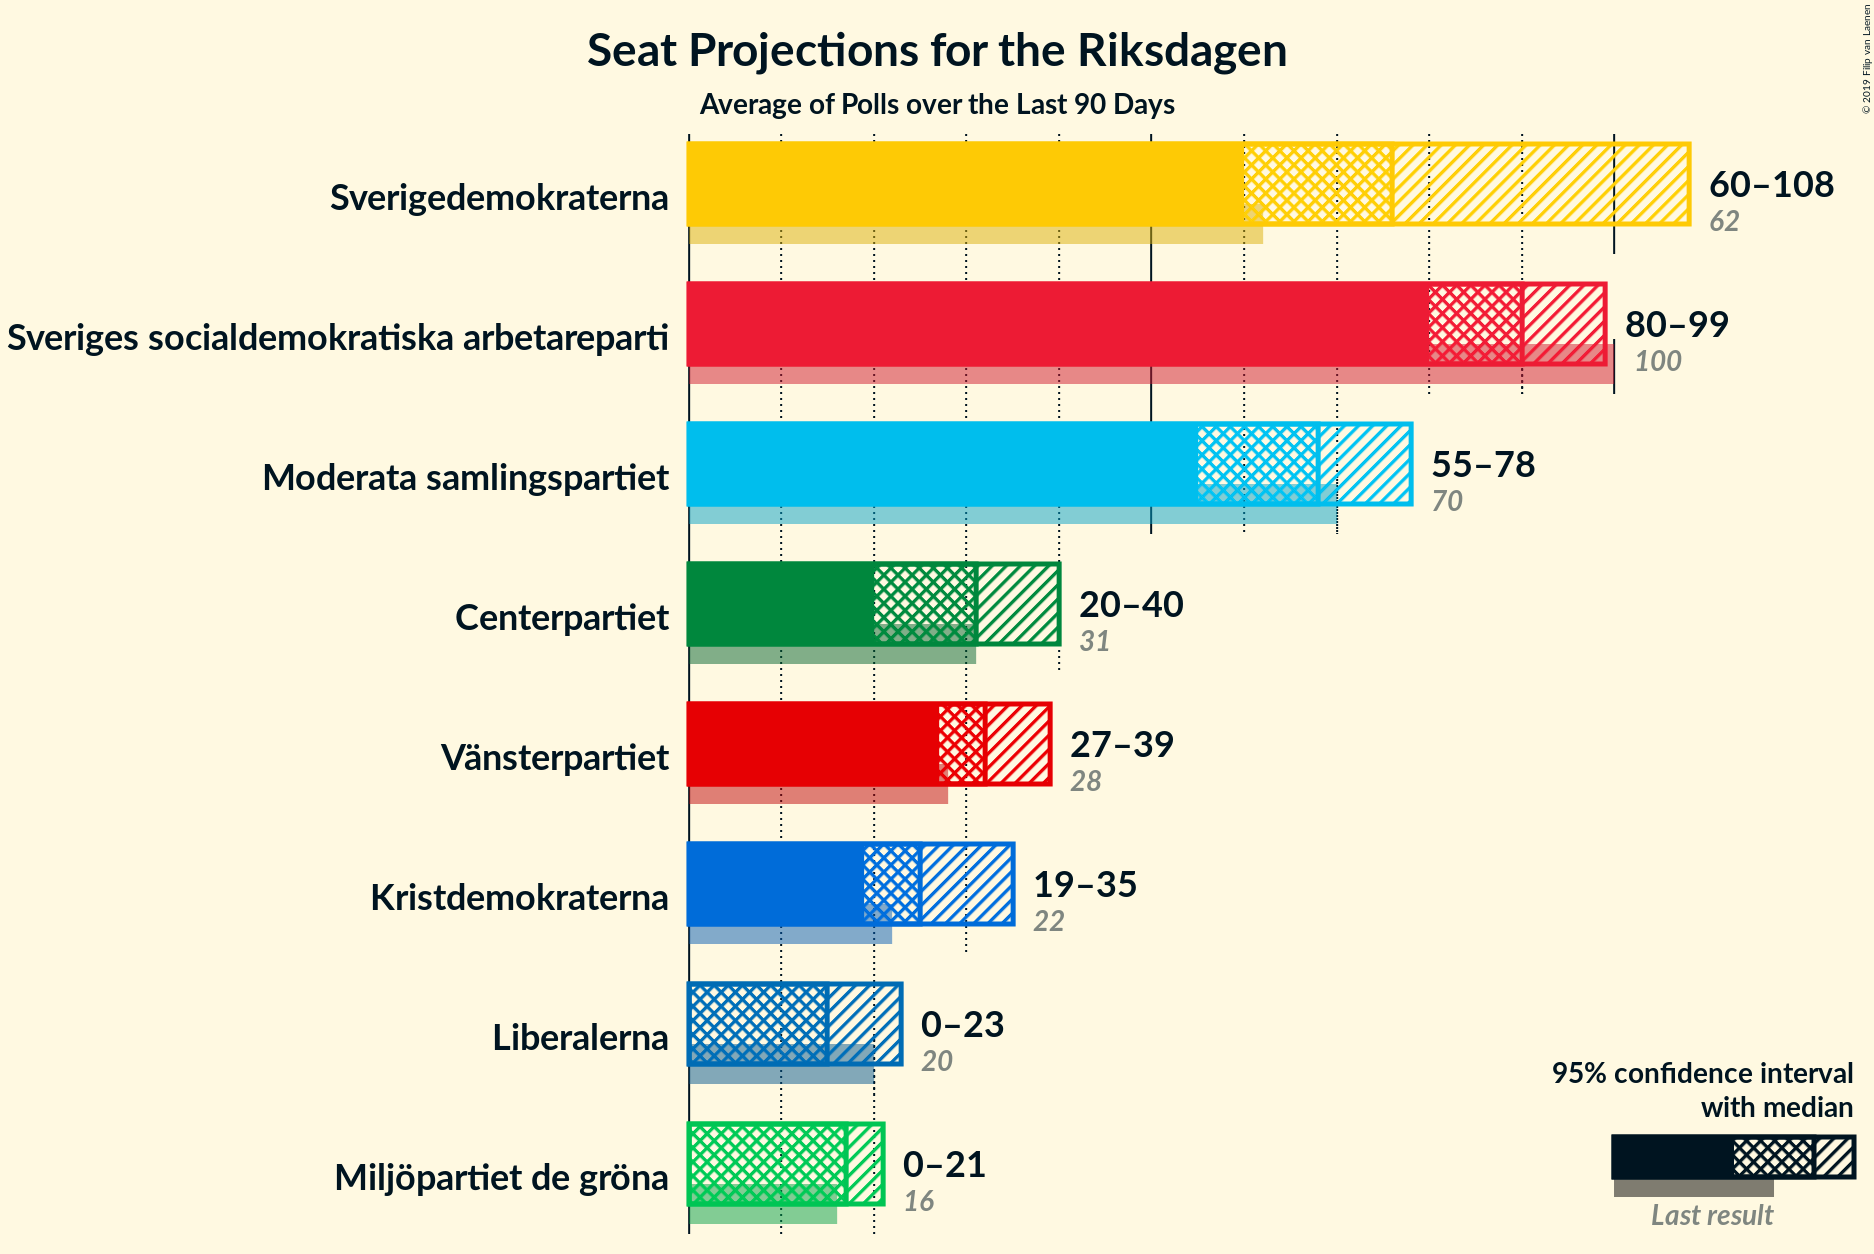 Seat Projections for the Riksdagen
Average of Polls over the Last 90 Days
© 2019 Filip van Laenen
Sverigedemokraterna
60–108
62
Sveriges socialdemokratiska arbetareparti
80–99
100
Moderata samlingspartiet
55–78
70
Centerpartiet
20–40
31
Vänsterpartiet
27–39
28
Kristdemokraterna
19–35
22
Liberalerna
0–23
20
Miljöpartiet de gröna
0–21
16
95% confidence interval
with median
Last result